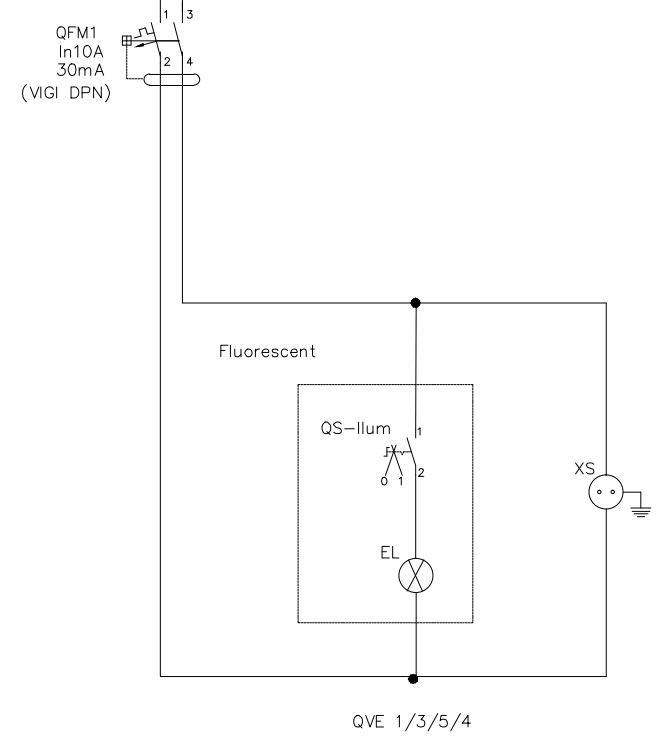 1 3
QFM1
In10A
30mA
(VIGI DPN)
2 4
Fluorescent
QS-Ilum
1
0 1
2
XS
EL
QVE 1/3/5/4